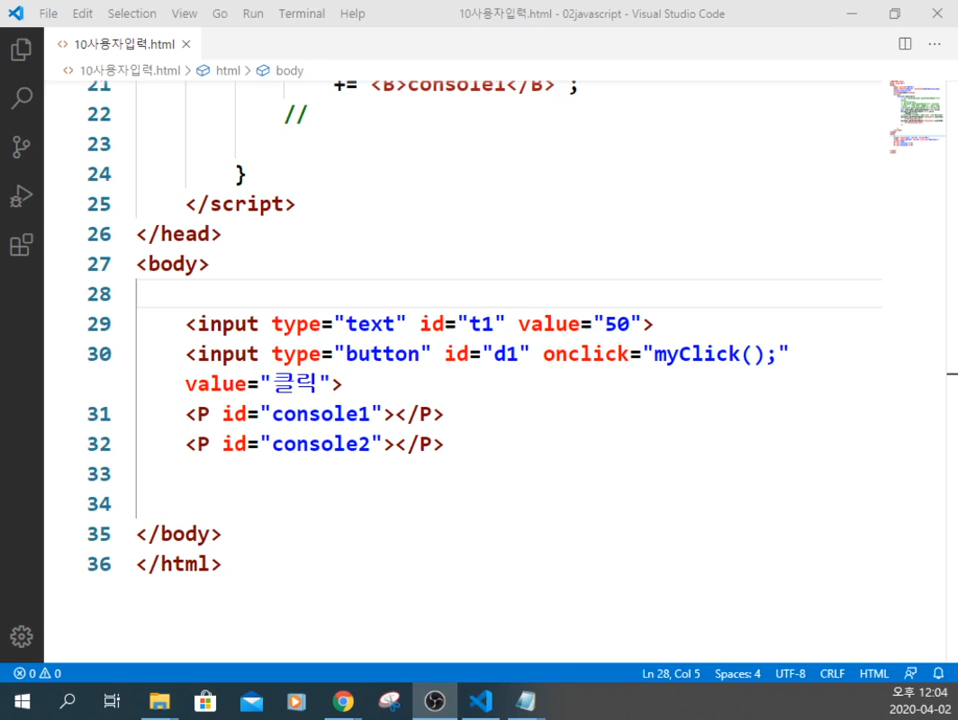 File Edit Selection View Go Run Terminal Help 10사용자입력.html - 02javascript - Visual Studio Code
<> 10사용자입력.html ×
<> 10사용자입력.html > html > body
21 += <B>console1</B> ;
22 //
23
24 }
25 </script>
26 </head>
27 <body>
28
29 <input type="text" id="t1" value="50">
30 <input type="button" id="d1" onclick="myClick();"
value="클릭">
31 <P id="console1"></P>
32 <P id="console2"></P>
33
34
35 </body>
36 </html>
0 0 Ln 28, Col 5 Spaces: 4 UTF-8 CRLF HTML
오후 12:04
2020-04-02